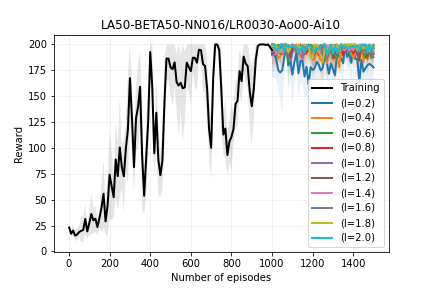 LA50-BETA50-NN016/LR0030-Ao00-Ai10
Reward
200
175
150
125
100
75
50
25
0
Training
(l=0.2)
(l=0.4)
(l=0.6)
(l=0.8)
(l=1.0)
(l=1.2)
(l=1.4)
(l=1.6)
(l=1.8)
(l=2.0)
0 200 400 600 800 1000 1200 1400
Number of episodes